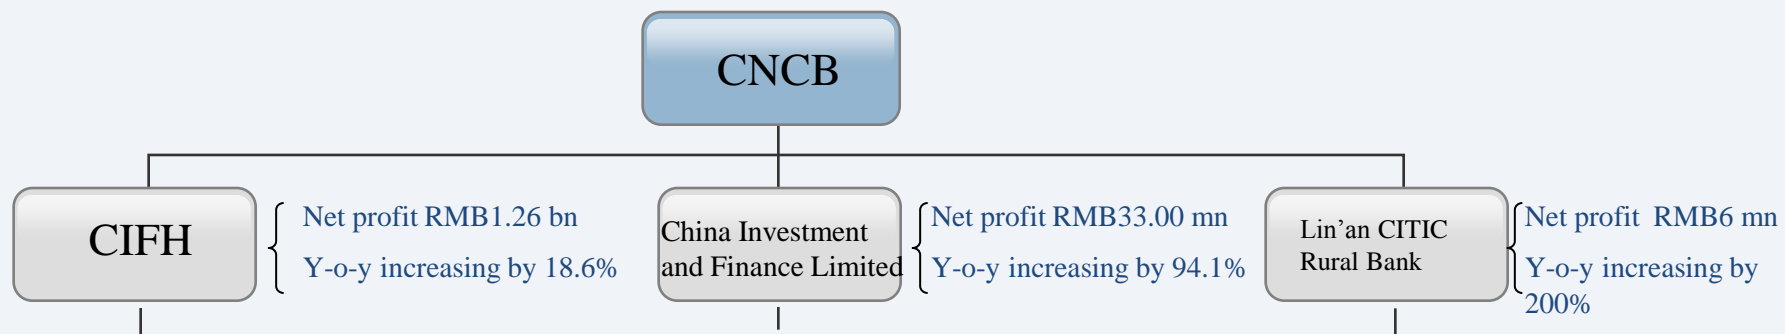 CNCB
CIFH
Net profit RMB1.26 bn
Y-o-y increasing by 18.6%
China Investment
and Finance Limited
Net profit RMB33.00 mn
Y-o-y increasing by 94.1%
Lin’an CITIC
Rural Bank
Net profit RMB6 mn
Y-o-y increasing by
200%